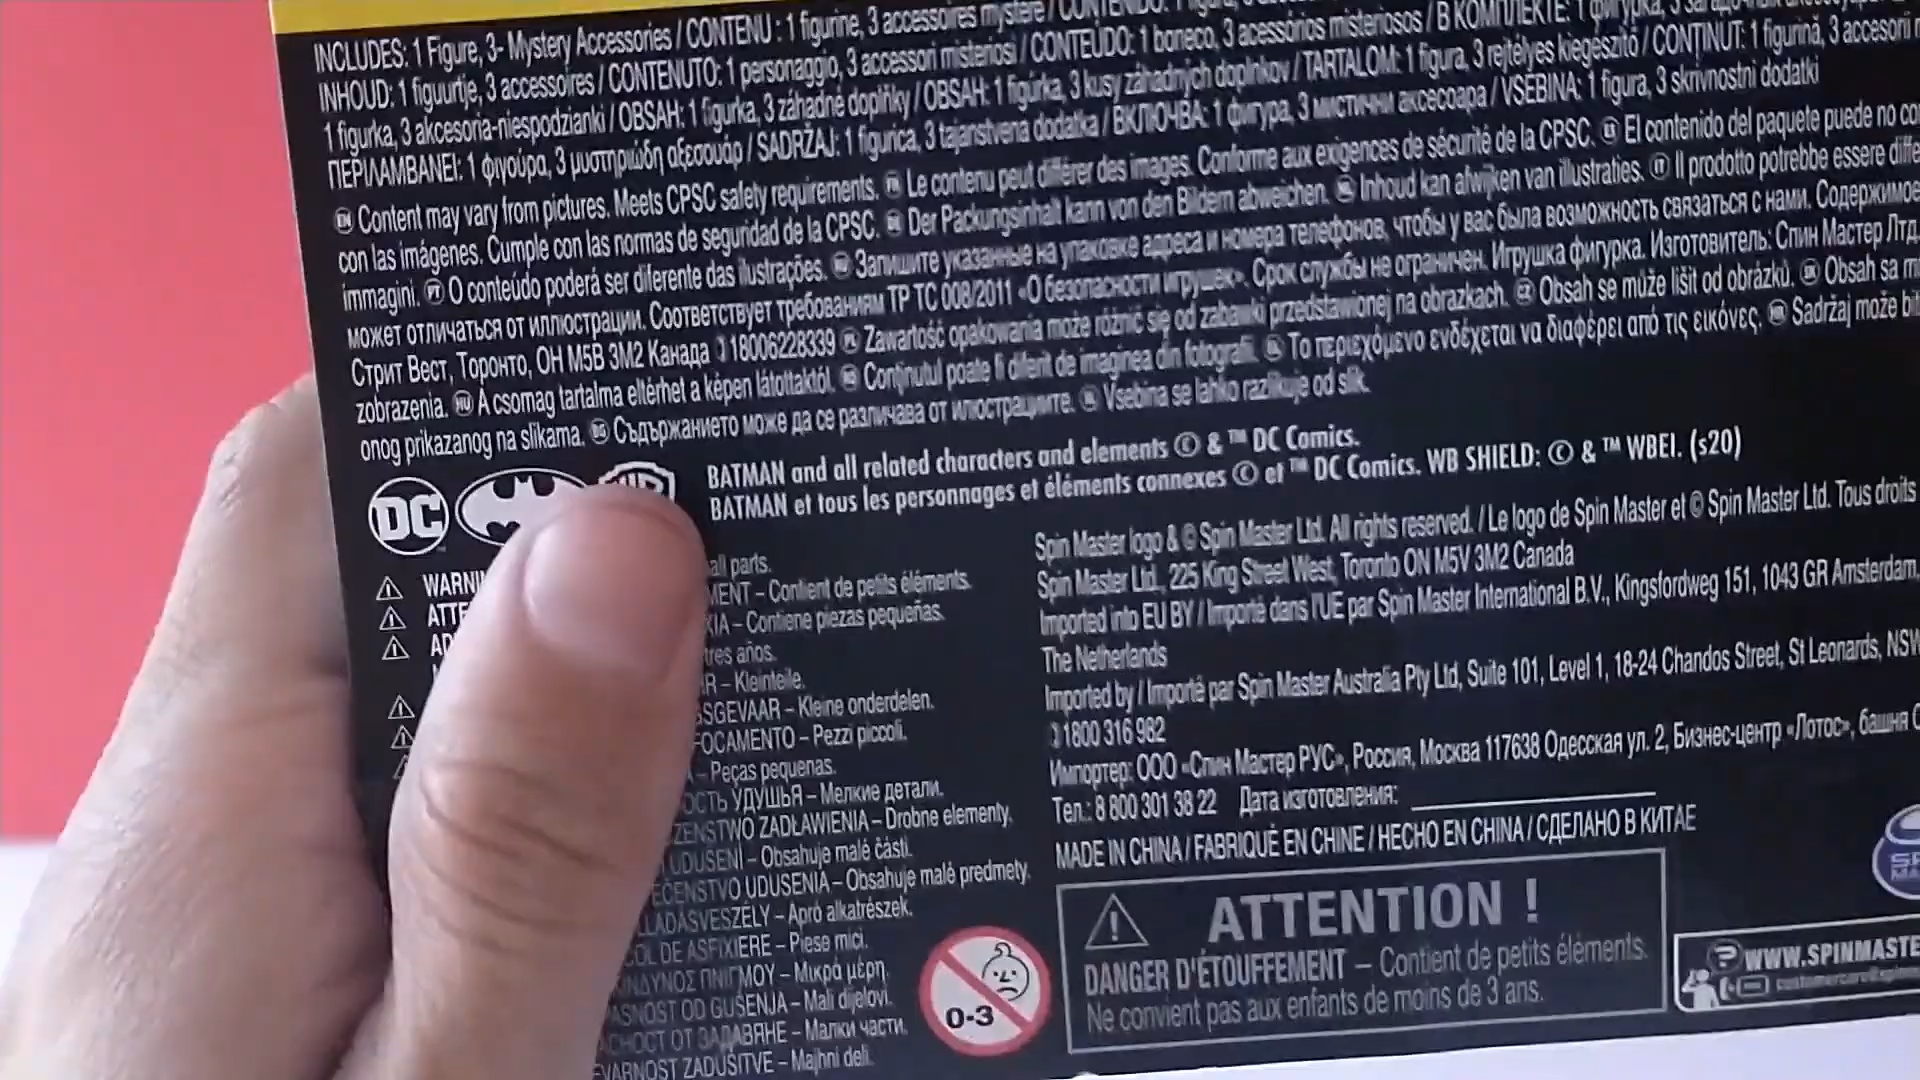 INCLUDES: 1 Figure, 3- Mystery Accessories / CONTENU : 1 figurine, 3 accessoires mystère / CONTENIDO: 1
INHOUD: 1 figuurtje, 3 accessoires / CONTENUTO: 1 personaggio, 3 accessori misteriosi / CONTEÚDO: 1 boneco, 3 acessórios misteriosos / В КОМПЛЕКТЕ: 1 фигурка, 3
1 figurka, 3 akcesoria-niespodzianki / OBSAH: 1 figurka, 3 záhadné doplňky / OBSAH: 1 figúrka, 3 kusy záhadných doplnkov / TARTALOM: 1 figura, 3 rejtélyes kiegészítő / CONȚINUT: 1 figurină, 3 accesorii
ΠΕΡΙΛΑΜΒΑΝΕΙ: 1 φιγούρα, 3 μυστηριώδη αξεσουάρ / SADRŽAJ: 1 figurica, 3 tajanstvena dodatka / ВКЛЮЧВА: 1 фигура, 3 мистични аксесоара / VSEBINA: 1 figura, 3 skrivnostni dodatki
EN Content may vary from pictures. Meets CPSC safety requirements. FR Le contenu peut différer des images. Conforme aux exigences de sécurité de la CPSC. ES El contenido del paquete puede no
con las imágenes. Cumple con las normas de seguridad de la CPSC. DE Der Packungsinhalt kann von den Bildern abweichen. NL Inhoud kan afwijken van illustraties. IT Il prodotto potrebbe essere
immagini. PT O conteúdo poderá ser diferente das ilustrações. RU Запишите указанные на упаковке адреса и номера телефонов, чтобы у вас была возможность связаться с нами. Содержимое
может отличаться от иллюстрации. Соответствует требованиям ТР ТС 008/2011 «О безопасности игрушек». Срок службы не ограничен. Игрушка фигурка. Изготовитель: Спин Мастер Лтд.
Стрит Вест, Торонто, ОН M5B 3M2 Канада 18006228339 PL Zawartość opakowania może różnić się od zabawki przedstawionej na obrazkach. CZ Obsah se může lišit od obrázků. SK Obsah sa
zobrazenia. HU A csomag tartalma eltérhet a képen látottaktól. RO Conținutul poate fi diferit de imaginea din fotografii. EL Το περιεχόμενο ενδέχεται να διαφέρει από τις εικόνες. HR Sadržaj može
onog prikazanog na slikama. BG Съдържанието може да се различава от илюстрациите. SL Vsebina se lahko razlikuje od slik.
DC
BATMAN and all related characters and elements © & ™ DC Comics.
BATMAN et tous les personnages et éléments connexes © et ™ DC Comics. WB SHIELD: © & ™ WBEI. (s20)
all parts.
– Contient de petits éléments.
– Contiene piezas pequeñas.
tres años.
– Kleinteile.
– Kleine onderdelen.
– Pezzi piccoli.
– Peças pequenas.
УДУШЬЯ – Мелкие детали.
ZADŁAWIENIA – Drobne elementy.
– Obsahuje malé části.
UDUSENIA – Obsahuje malé predmety.
– Apró alkatrészek.
DE ASFIXIERE – Piese mici.
ΠΝΙΓΜΟΥ – Μικρά μέρη.
OD GUŠENJA – Mali dijelovi.
ОТ ЗАДАВЯНЕ – Малки части.
ZADUŠITVE – Majhni deli.
0-3
Spin Master logo & © Spin Master Ltd. All rights reserved. / Le logo de Spin Master et © Spin Master Ltd. Tous droits
Spin Master Ltd., 225 King Street West, Toronto ON M5V 3M2 Canada
Imported into EU BY / Importé dans l'UE par Spin Master International B.V., Kingsfordweg 151, 1043 GR Amsterdam,
The Netherlands
Imported by / Importé par Spin Master Australia Pty Ltd, Suite 101, Level 1, 18-24 Chandos Street, St Leonards, NSW
1800 316 982
Импортер: ООО «Спин Мастер РУС», Россия, Москва 117638 Одесская ул. 2, Бизнес-центр «Лотос», башня
Тел.: 8 800 301 38 22 Дата изготовления:
MADE IN CHINA / FABRIQUÉ EN CHINE / HECHO EN CHINA / СДЕЛАНО В КИТАЕ
ATTENTION !
DANGER D'ÉTOUFFEMENT – Contient de petits éléments.
Ne convient pas aux enfants de moins de 3 ans.